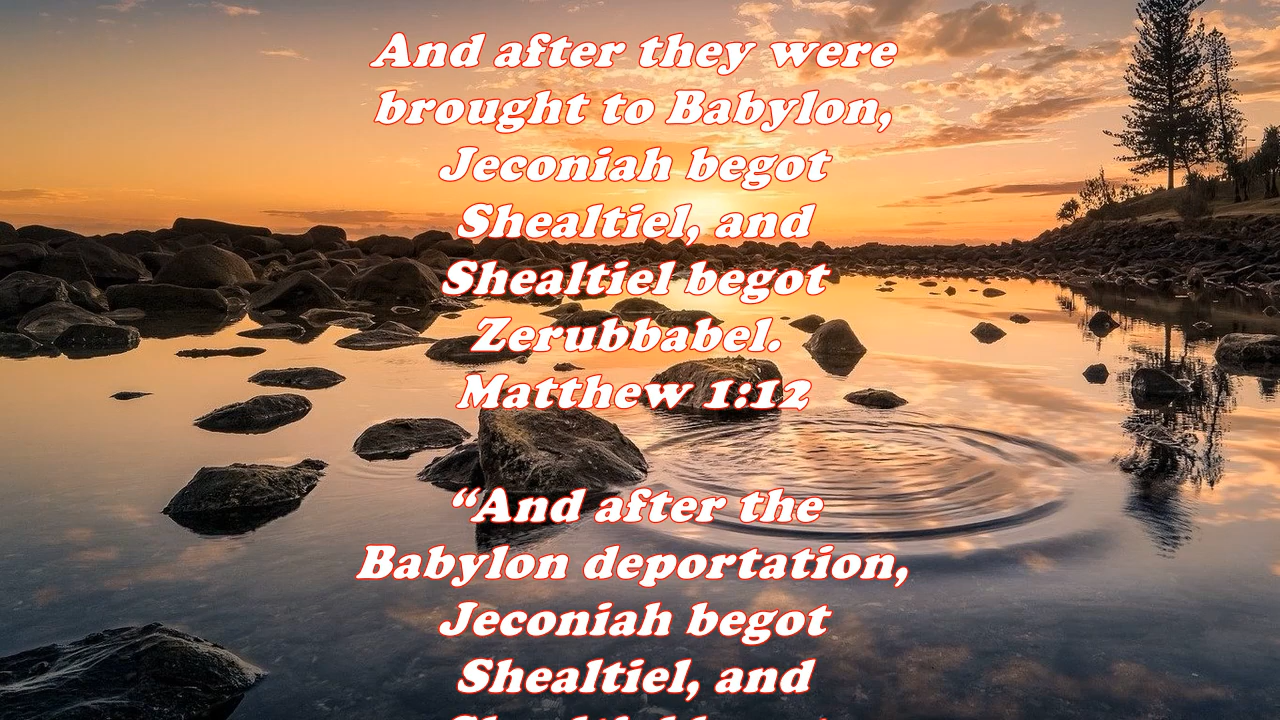 And after they were
brought to Babylon,
Jeconiah begot
Shealtiel, and
Shealtiel begot
Zerubbabel.
Matthew 1:12
“And after the
Babylon deportation,
Jeconiah begot
Shealtiel, and